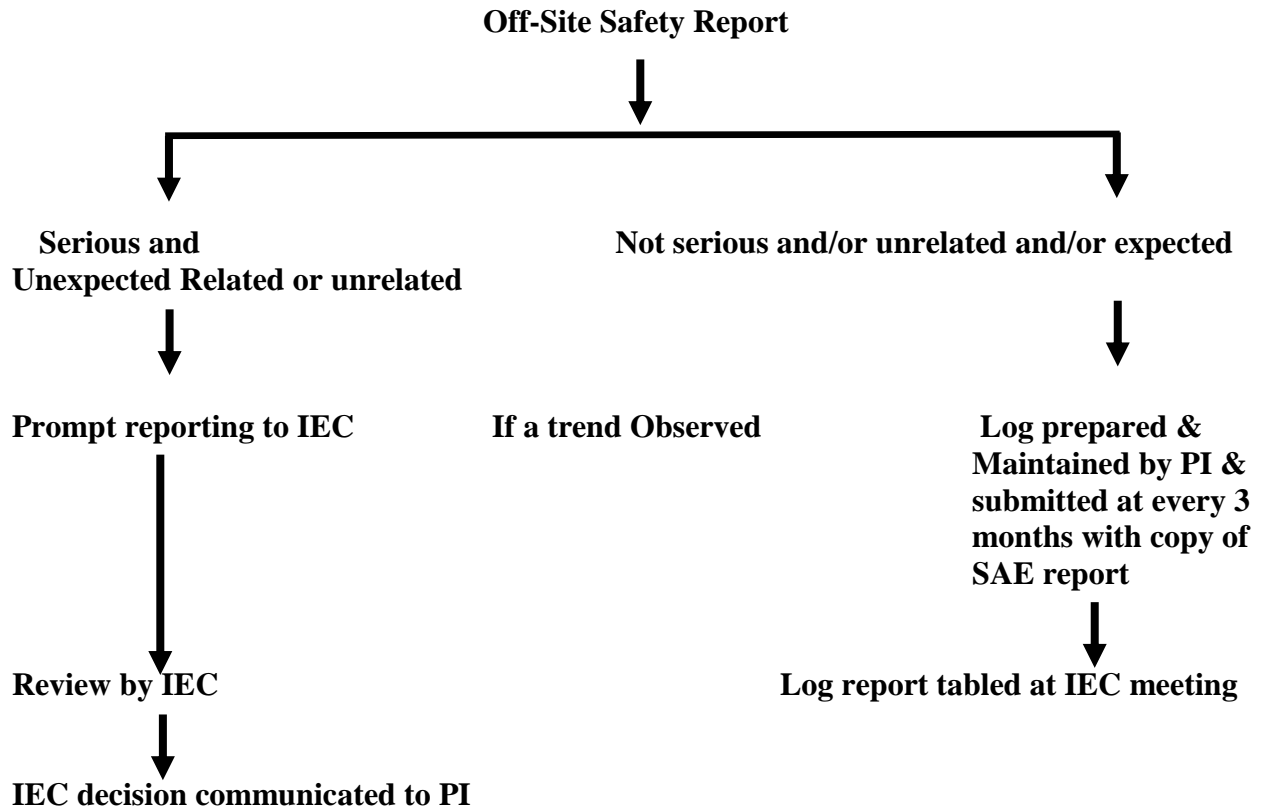 Off-Site Safety Report
Serious and
Unexpected Related or unrelated
Not serious and/or unrelated and/or expected
Prompt reporting to IEC
If a trend Observed
Log prepared &
Maintained by PI &
submitted at every 3
months with copy of
SAE report
Review by IEC
Log report tabled at IEC meeting
IEC decision communicated to PI